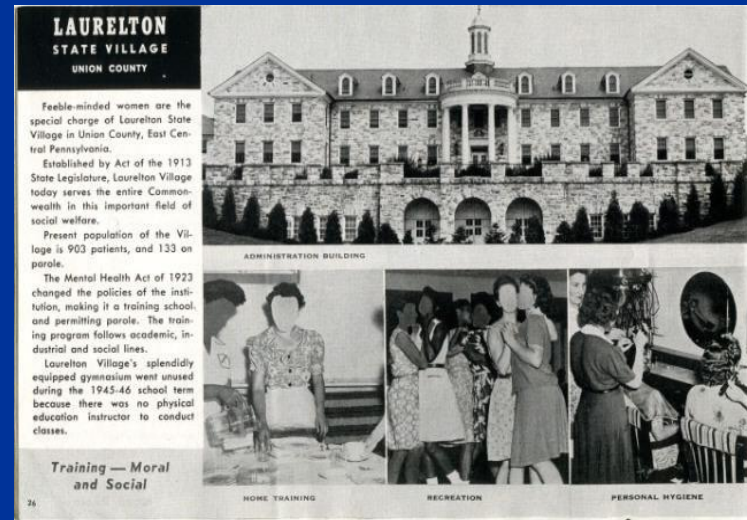 LAURELTON
STATE VILLAGE
UNION COUNTY
Feeble-minded women are the
special charge of Laurelton State
Village in Union County, East Cen-
tral Pennsylvania.
Established by Act of the 1913
State Legislature, Laurelton Village
today serves the entire Common-
wealth in this important field of
social welfare.
Present population of the Vil-
lage is 903 patients, and 133 on
parole.
The Mental Health Act of 1923
changed the policies of the insti-
tution, making it a training school
and permitting parole. The train-
ing program follows academic, in-
dustrial and social lines.
Laurelton Village's splendidly
equipped gymnasium went unused
during the 1945-46 school term
because there was no physical
education instructor to conduct
classes.
Training — Moral
and Social
26
ADMINISTRATION BUILDING
HOME TRAINING
RECREATION
PERSONAL HYGIENE